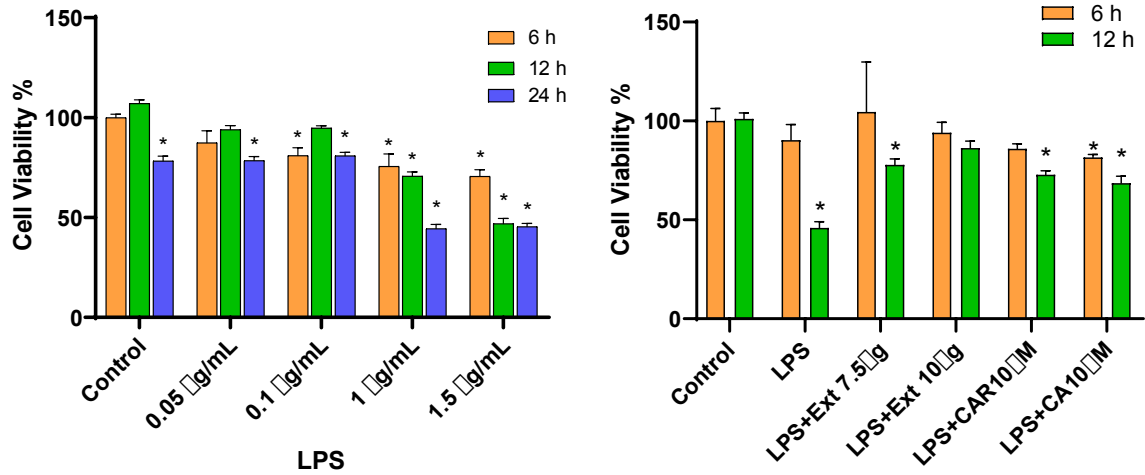 150
100
50
0
Cell Viability %
6 h
12 h
24 h
*
*
*
*
*
*
*
*
*
*
Control
0.05 □g/mL
0.1 □g/mL
1 □g/mL
1.5 □g/mL
LPS
150
100
50
0
Cell Viability %
6 h
12 h
*
*
*
*
*
Control
LPS
LPS+Ext 7.5□g
LPS+Ext 10□g
LPS+CAR10□M
LPS+CA10□M